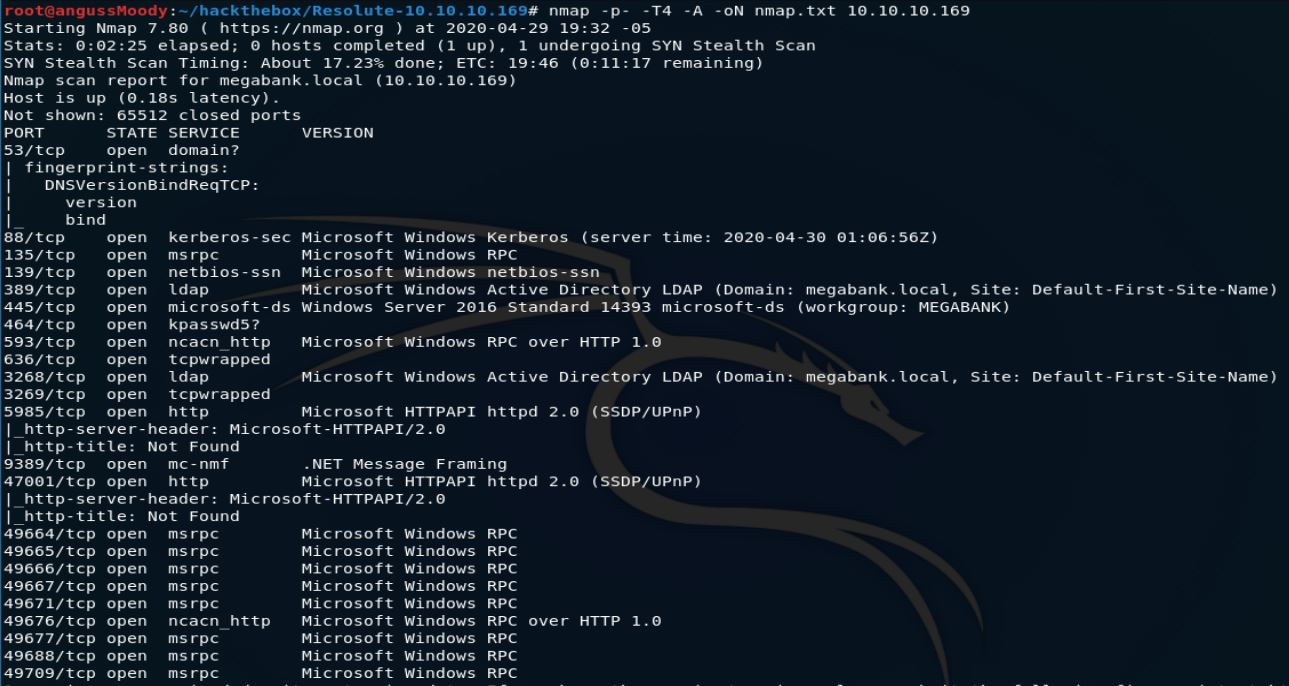 root@angussMoody:~/hackthebox/Resolute-10.10.10.169# nmap -p- -T4 -A -oN nmap.txt 10.10.10.169
Starting Nmap 7.80 ( https://nmap.org ) at 2020-04-29 19:32 -05
Stats: 0:02:25 elapsed; 0 hosts completed (1 up), 1 undergoing SYN Stealth Scan
SYN Stealth Scan Timing: About 17.23% done; ETC: 19:46 (0:11:17 remaining)
Nmap scan report for megabank.local (10.10.10.169)
Host is up (0.18s latency).
Not shown: 65512 closed ports
PORT      STATE SERVICE      VERSION
53/tcp    open  domain?
| fingerprint-strings:
|   DNSVersionBindReqTCP:
|     version
|_    bind
88/tcp    open  kerberos-sec Microsoft Windows Kerberos (server time: 2020-04-30 01:06:56Z)
135/tcp   open  msrpc        Microsoft Windows RPC
139/tcp   open  netbios-ssn  Microsoft Windows netbios-ssn
389/tcp   open  ldap         Microsoft Windows Active Directory LDAP (Domain: megabank.local, Site: Default-First-Site-Name)
445/tcp   open  microsoft-ds Windows Server 2016 Standard 14393 microsoft-ds (workgroup: MEGABANK)
464/tcp   open  kpasswd5?
593/tcp   open  ncacn_http   Microsoft Windows RPC over HTTP 1.0
636/tcp   open  tcpwrapped
3268/tcp  open  ldap         Microsoft Windows Active Directory LDAP (Domain: megabank.local, Site: Default-First-Site-Name)
3269/tcp  open  tcpwrapped
5985/tcp  open  http         Microsoft HTTPAPI httpd 2.0 (SSDP/UPnP)
|_http-server-header: Microsoft-HTTPAPI/2.0
|_http-title: Not Found
9389/tcp  open  mc-nmf       .NET Message Framing
47001/tcp open  http         Microsoft HTTPAPI httpd 2.0 (SSDP/UPnP)
|_http-server-header: Microsoft-HTTPAPI/2.0
|_http-title: Not Found
49664/tcp open  msrpc        Microsoft Windows RPC
49665/tcp open  msrpc        Microsoft Windows RPC
49666/tcp open  msrpc        Microsoft Windows RPC
49667/tcp open  msrpc        Microsoft Windows RPC
49671/tcp open  msrpc        Microsoft Windows RPC
49676/tcp open  ncacn_http   Microsoft Windows RPC over HTTP 1.0
49677/tcp open  msrpc        Microsoft Windows RPC
49688/tcp open  msrpc        Microsoft Windows RPC
49709/tcp open  msrpc        Microsoft Windows RPC